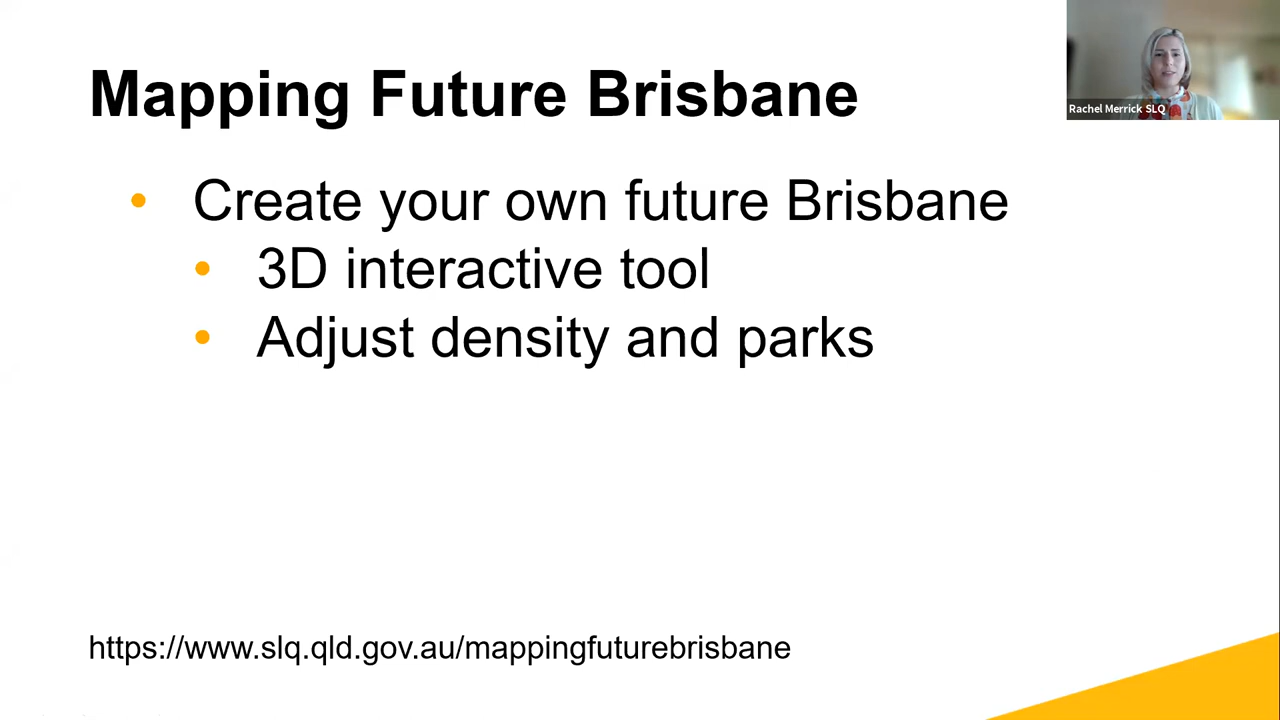 Mapping Future Brisbane
Rachel Merrick SLQ
• Create your own future Brisbane
• 3D interactive tool
• Adjust density and parks
https://www.slq.qld.gov.au/mappingfuturebrisbane